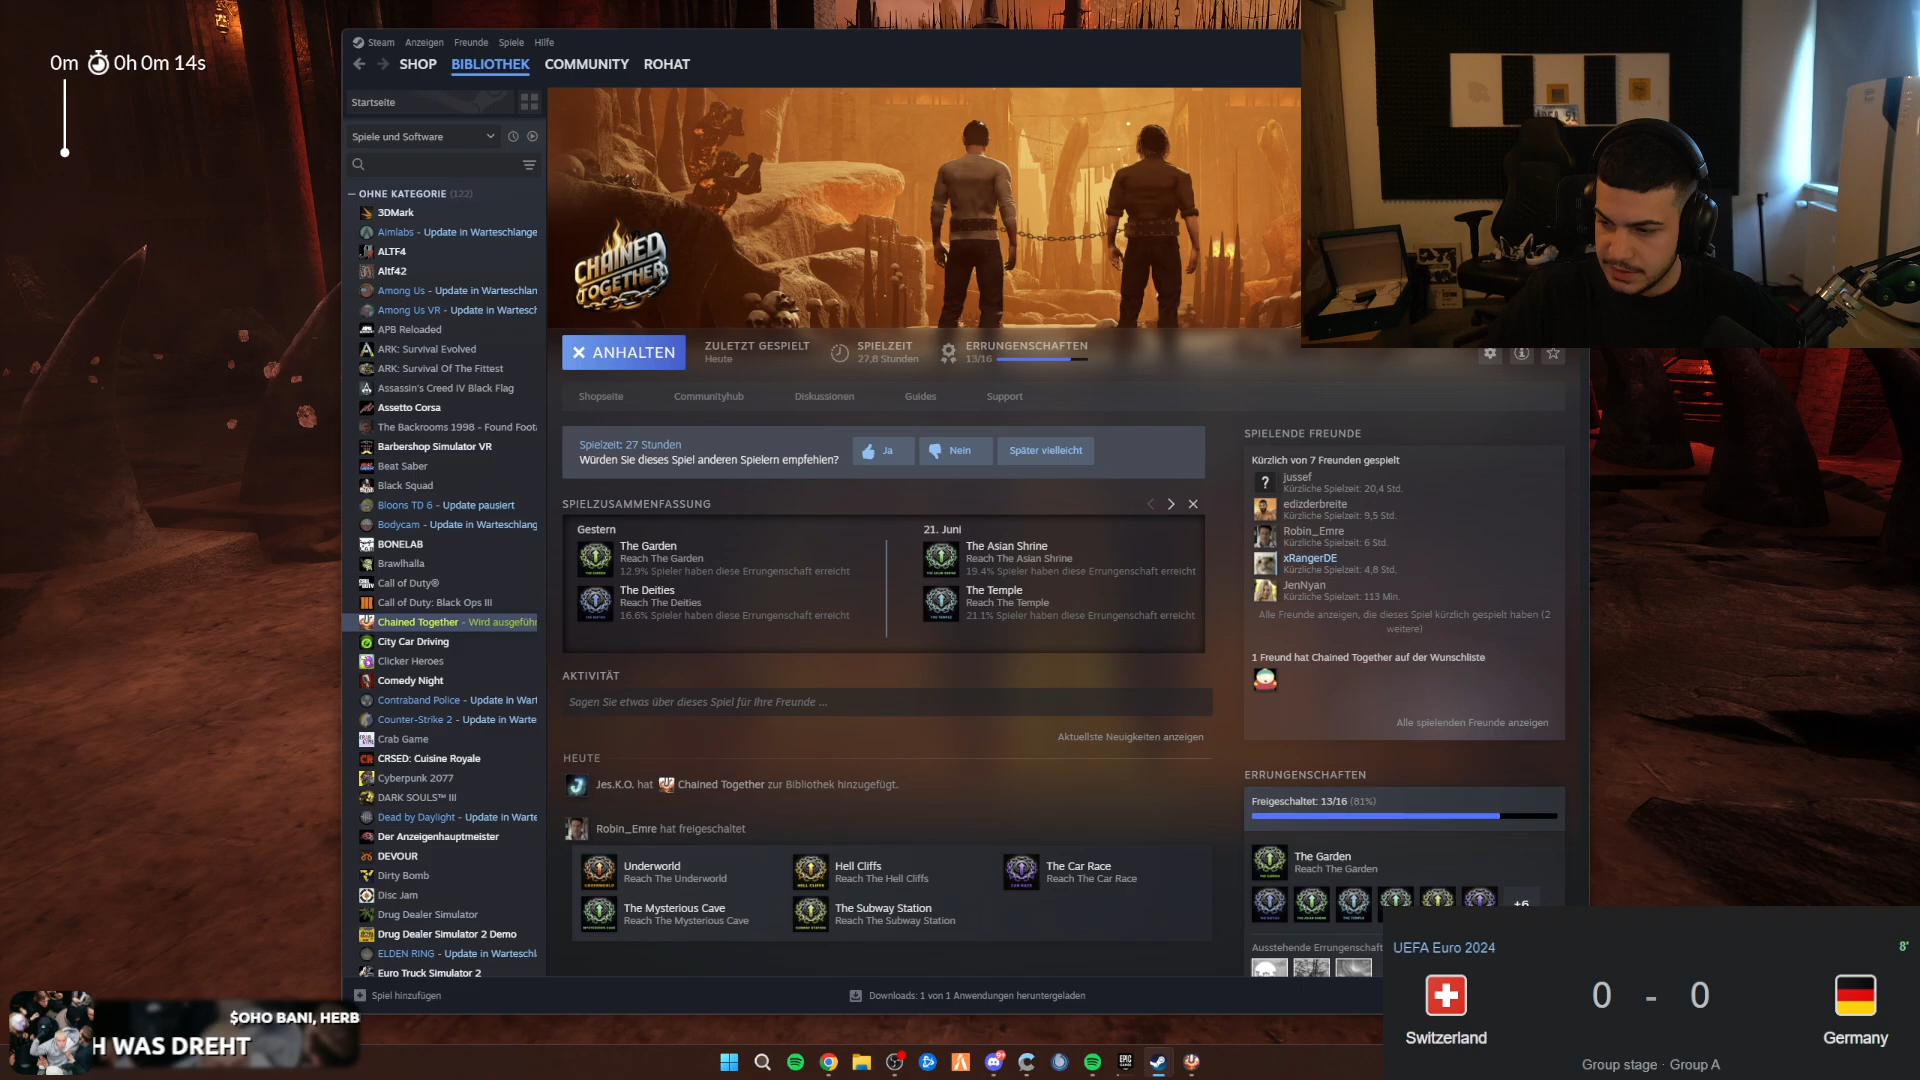 0m 0h 0m 14s
Steam Anzeigen Freunde Spiele Hilfe
SHOP BIBLIOTHEK COMMUNITY ROHAT
Startseite
Spiele und Software
OHNE KATEGORIE (122)
3DMark
Aimlabs - Update in Warteschlange
ALTF4
Altf42
Among Us - Update in Warteschlan
Among Us VR - Update in Wartesch
APB Reloaded
ARK: Survival Evolved
ARK: Survival Of The Fittest
Assassin's Creed IV Black Flag
Assetto Corsa
The Backrooms 1998 - Found Foot
Barbershop Simulator VR
Beat Saber
Black Squad
Bloons TD 6 - Update pausiert
Bodycam - Update in Warteschlang
BONELAB
Brawlhalla
Call of Duty®
Call of Duty: Black Ops III
Chained Together - Wird ausgeführ
City Car Driving
Clicker Heroes
Comedy Night
Contraband Police - Update in Wart
Counter-Strike 2 - Update in Warte
Crab Game
CRSED: Cuisine Royale
Cyberpunk 2077
DARK SOULS™ III
Dead by Daylight - Update in Warte
Der Anzeigenhauptmeister
DEVOUR
Dirty Bomb
Disc Jam
Drug Dealer Simulator
Drug Dealer Simulator 2 Demo
ELDEN RING - Update in Warteschl
Euro Truck Simulator 2
Spiel hinzufügen
CHAINED
TOGETHER
ANHALTEN
ZULETZT GESPIELT
Heute
SPIELZEIT
27,8 Stunden
ERRUNGENSCHAFTEN
13/16
Shopseite Communityhub Diskussionen Guides Support
Spielzeit: 27 Stunden
Würden Sie dieses Spiel anderen Spielern empfehlen?
Ja Nein Später vielleicht
SPIELZUSAMMENFASSUNG
Gestern
The Garden
Reach The Garden
12.9% Spieler haben diese Errungenschaft erreicht
The Deities
Reach The Deities
16.6% Spieler haben diese Errungenschaft erreicht
21. Juni
The Asian Shrine
Reach The Asian Shrine
19.4% Spieler haben diese Errungenschaft erreicht
The Temple
Reach The Temple
21.1% Spieler haben diese Errungenschaft erreicht
AKTIVITÄT
Sagen Sie etwas über dieses Spiel für Ihre Freunde ...
Aktuellste Neuigkeiten anzeigen
HEUTE
Jes.K.O. hat Chained Together zur Bibliothek hinzugefügt.
Robin_Emre hat freigeschaltet
Underworld
Reach The Underworld
Hell Cliffs
Reach The Hell Cliffs
The Car Race
Reach The Car Race
The Mysterious Cave
Reach The Mysterious Cave
The Subway Station
Reach The Subway Station
Downloads: 1 von 1 Anwendungen heruntergeladen
SPIELENDE FREUNDE
Kürzlich von 7 Freunden gespielt
jussef
Kürzliche Spielzeit: 20,4 Std.
edizderbreite
Kürzliche Spielzeit: 9,5 Std.
Robin_Emre
Kürzliche Spielzeit: 6 Std.
xRangerDE
Kürzliche Spielzeit: 4,8 Std.
JenNyan
Kürzliche Spielzeit: 113 Min.
Alle Freunde anzeigen, die dieses Spiel kürzlich gespielt haben (2
weitere)
1 Freund hat Chained Together auf der Wunschliste
Alle spielenden Freunde anzeigen
ERRUNGENSCHAFTEN
Freigeschaltet: 13/16 (81%)
The Garden
Reach The Garden
+6
Ausstehende Errungenschaft
UEFA Euro 2024
8'
0 - 0
Switzerland
Germany
Group stage · Group A
$OHO BANI, HERB
H WAS DREHT